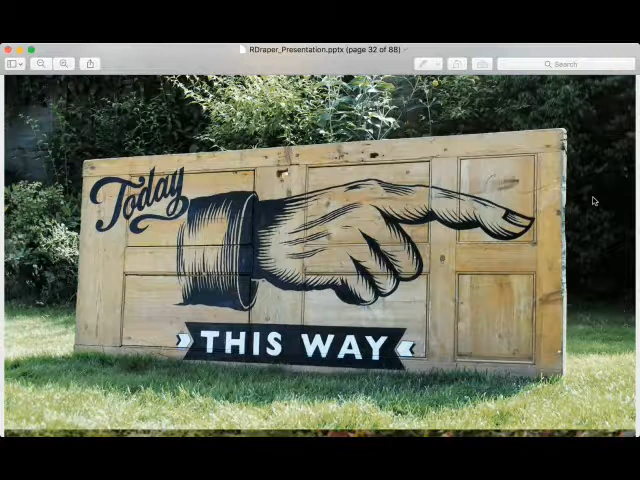 RDraper_Presentation.pptx (page 32 of 88)
Search
Today
THIS WAY